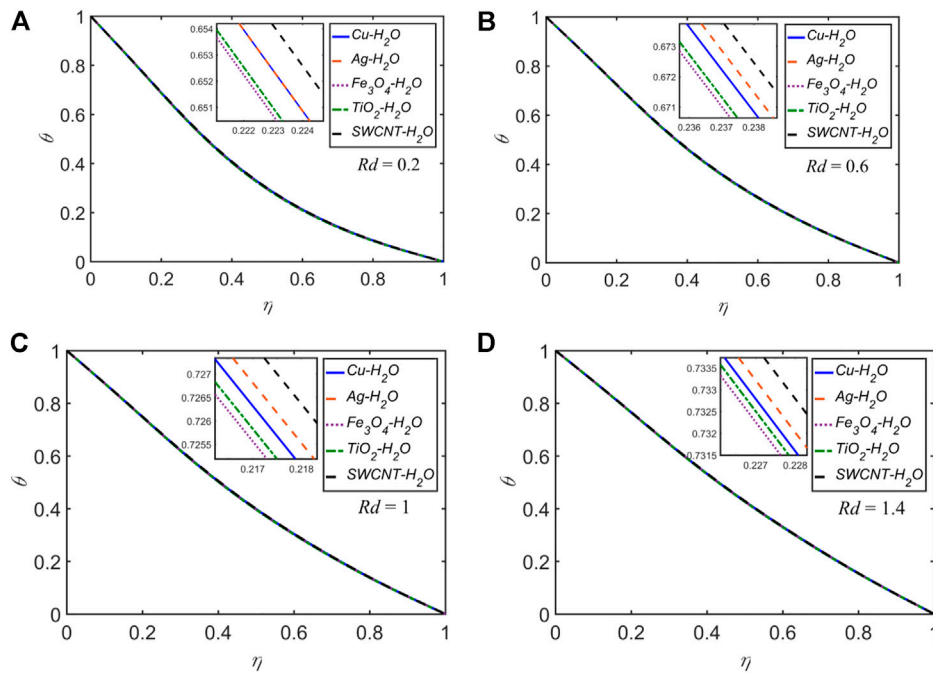 A
1
0.8
0.6
0.4
0.2
0
θ
0 0.2 0.4 0.6 0.8 1
η
0.654
0.653
0.652
0.651
0.222 0.223 0.224
Cu-H2O
Ag-H2O
Fe3O4-H2O
TiO2-H2O
SWCNT-H2O
Rd = 0.2
B
1
0.8
0.6
0.4
0.2
0
θ
0 0.2 0.4 0.6 0.8 1
η
0.673
0.672
0.671
0.236 0.237 0.238
Cu-H2O
Ag-H2O
Fe3O4-H2O
TiO2-H2O
SWCNT-H2O
Rd = 0.6
C
1
0.8
0.6
0.4
0.2
0
θ
0 0.2 0.4 0.6 0.8 1
η
0.727
0.7265
0.726
0.7255
0.217 0.218
Cu-H2O
Ag-H2O
Fe3O4-H2O
TiO2-H2O
SWCNT-H2O
Rd = 1
D
1
0.8
0.6
0.4
0.2
0
θ
0 0.2 0.4 0.6 0.8 1
η
0.7335
0.733
0.7325
0.732
0.7315
0.227 0.228
Cu-H2O
Ag-H2O
Fe3O4-H2O
TiO2-H2O
SWCNT-H2O
Rd = 1.4